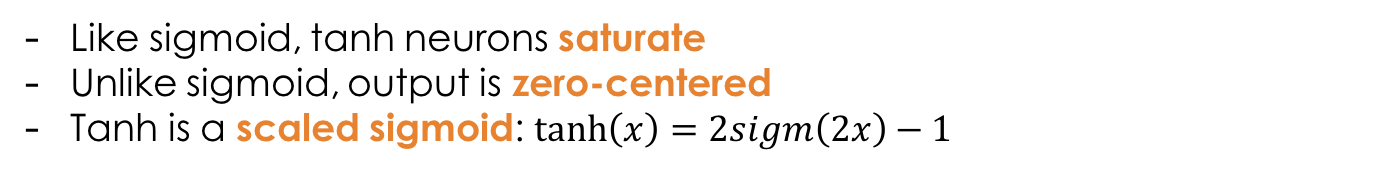 - Like sigmoid, tanh neurons saturate
- Unlike sigmoid, output is zero-centered
- Tanh is a scaled sigmoid: tanh(x) = 2sigm(2x) − 1